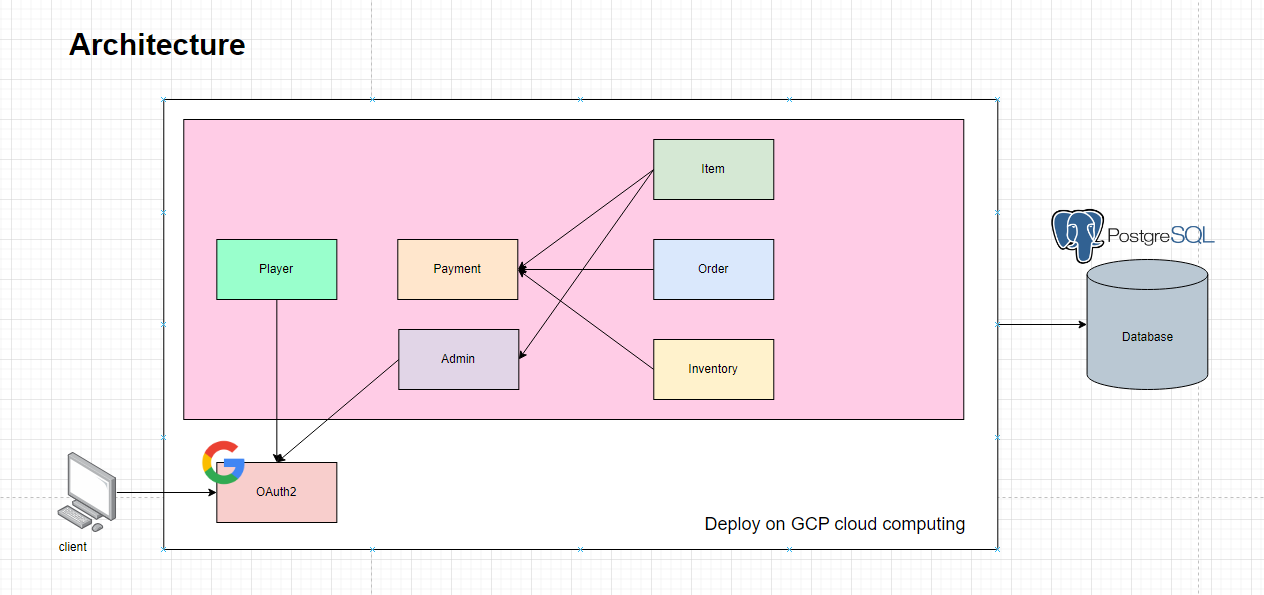 Architecture
Item
PostgreSQL
Player
Payment
Order
Database
Admin
Inventory
OAuth2
Deploy on GCP cloud computing
client